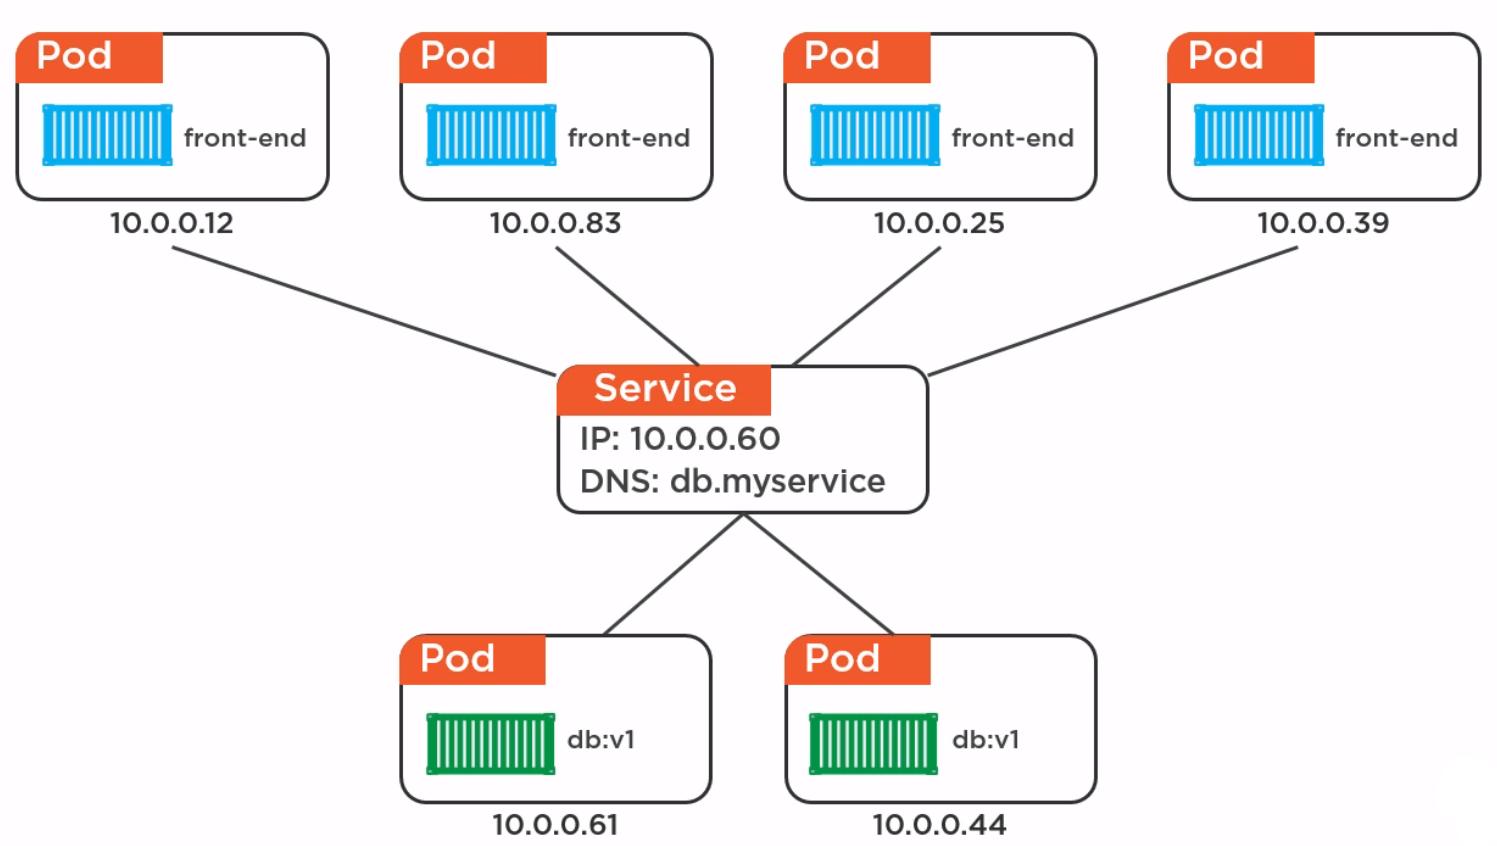 Pod
Pod
Pod
Pod
front-end
front-end
front-end
front-end
10.0.0.12
10.0.0.83
10.0.0.25
10.0.0.39
Service
IP: 10.0.0.60
DNS: db.myservice
Pod
Pod
db:v1
db:v1
10.0.0.61
10.0.0.44